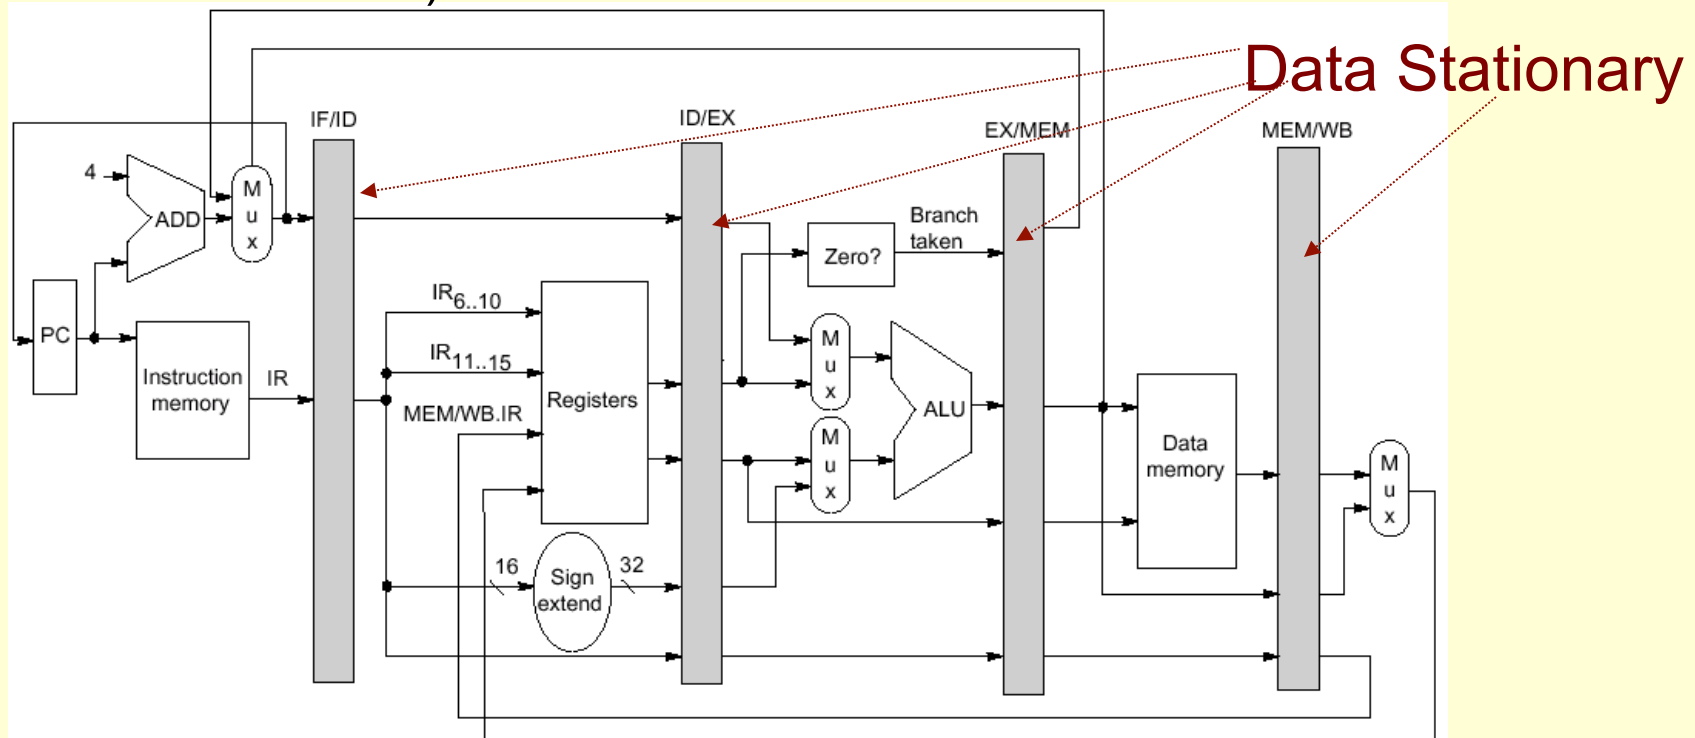 Data Stationary
IF/ID
ID/EX
EX/MEM
MEM/WB
4
ADD
M
u
x
PC
Instruction
memory
IR
IR6..10
IR11..15
MEM/WB.IR
Registers
16
Sign
extend
32
Zero?
Branch
taken
M
u
x
M
u
x
ALU
Data
memory
M
u
x